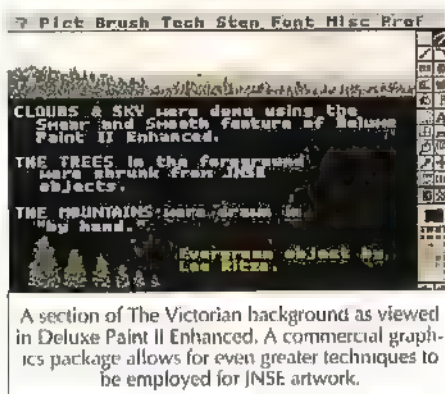 ? Pict Brush Tech Sten Font Misc Pref
CLOUDS & SKY were done using the
Smear and Smooth feature of Deluxe
Paint II Enhanced.
THE TREES in the foreground
were shrunk from JNSE
objects.
THE MOUNTAINS were drawn in
"by hand.
Evergreen object by
Lee Ritze.
A section of The Victorian background as viewed
in Deluxe Paint II Enhanced. A commercial graph-
ics package allows for even greater techniques to
be employed for JNSE artwork.